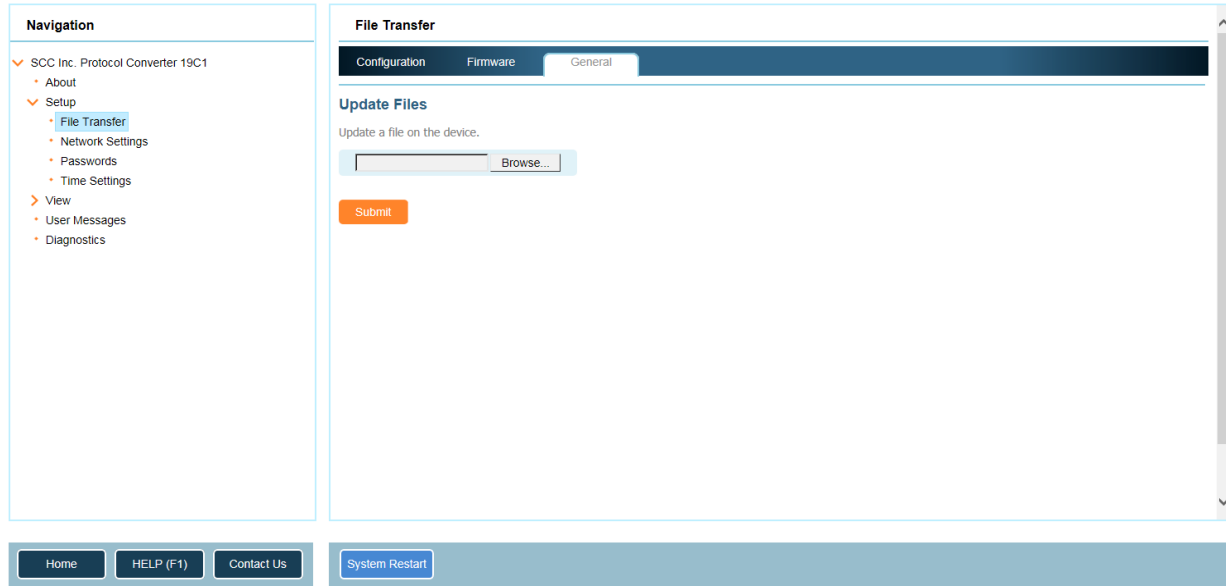 Navigation
SCC Inc. Protocol Converter 19C1
About
Setup
File Transfer
Network Settings
Passwords
Time Settings
View
User Messages
Diagnostics
File Transfer
Configuration Firmware General
Update Files
Update a file on the device.
Browse...
Submit
Home HELP (F1) Contact Us System Restart